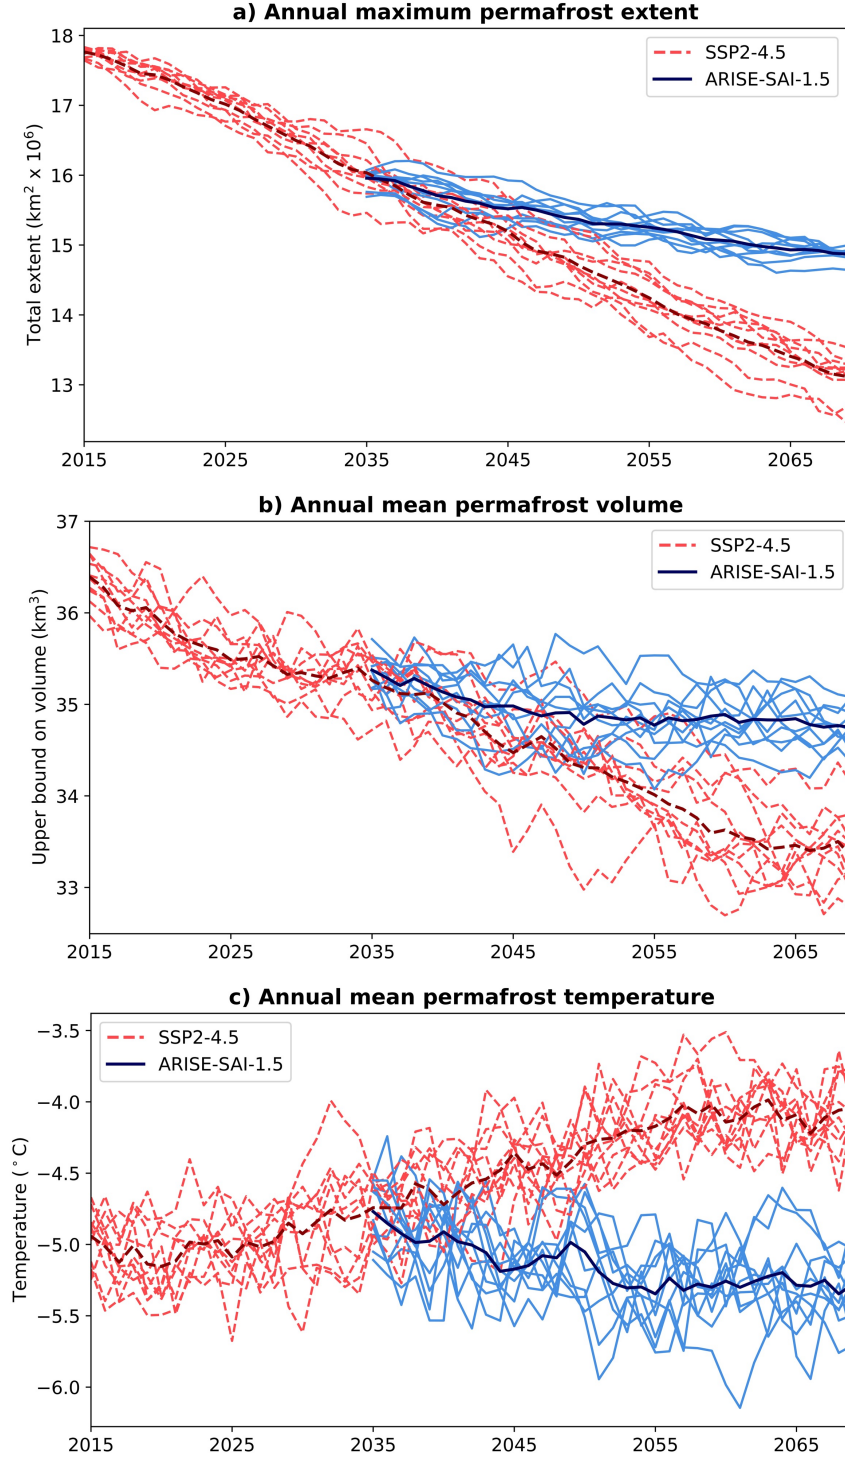 a) Annual maximum permafrost extent
18
17
16
15
14
13
Total extent (km² x 10⁶)
SSP2-4.5
ARISE-SAI-1.5
2015 2025 2035 2045 2055 2065
b) Annual mean permafrost volume
37
36
35
34
33
Upper bound on volume (km³)
SSP2-4.5
ARISE-SAI-1.5
2015 2025 2035 2045 2055 2065
c) Annual mean permafrost temperature
−3.5
−4.0
−4.5
−5.0
−5.5
−6.0
Temperature (°C)
SSP2-4.5
ARISE-SAI-1.5
2015 2025 2035 2045 2055 2065